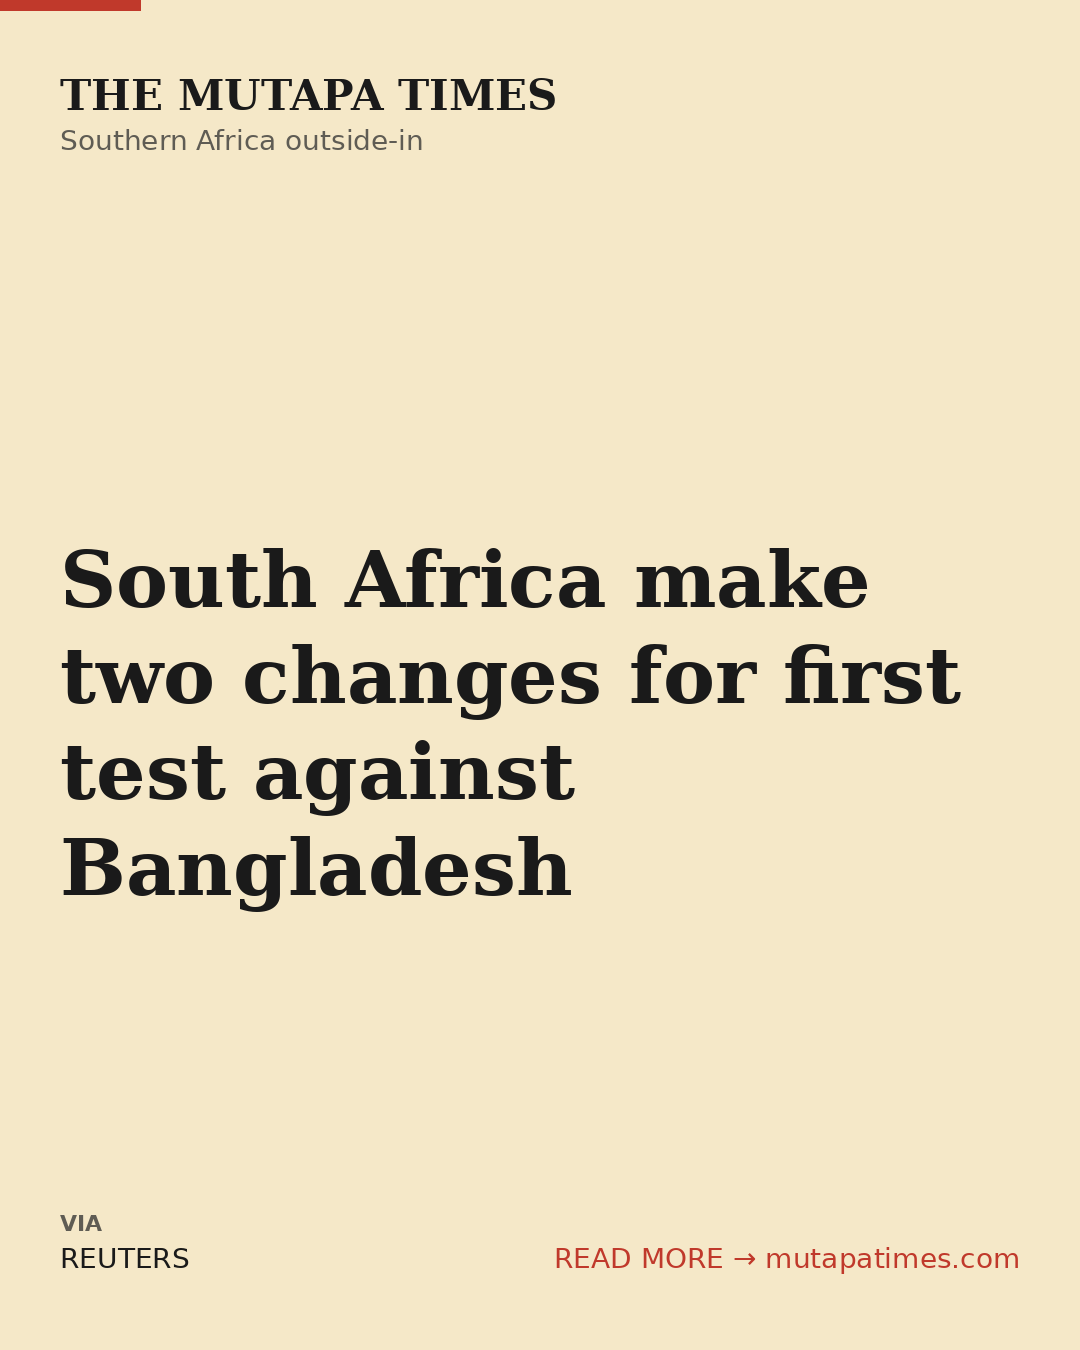 THE MUTAPA TIMES
Southern Africa outside-in
South Africa make
two changes for first
test against
Bangladesh
VIA
REUTERS
READ MORE → mutapatimes.com